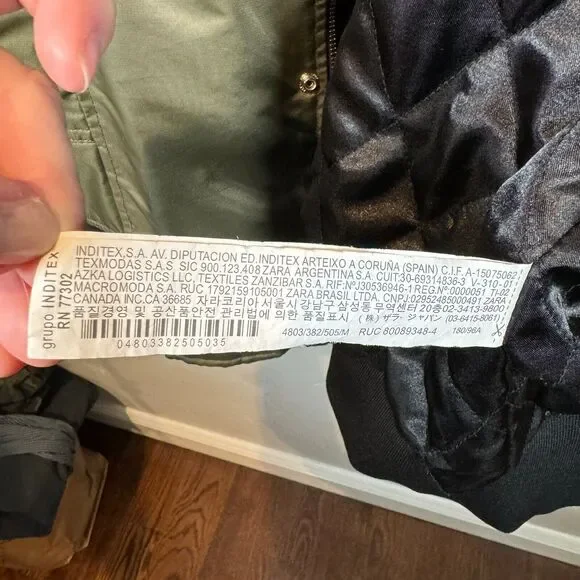 grupo INDITEX
RN 77302
INDITEX,S.A. AV. DIPUTACION ED.INDITEX ARTEIXO A CORUÑA (SPAIN) C.I.F.A-15075062
TEXMODAS S.A.S SIC 900.123.408 ZARA ARGENTINA S.A. CUIT:30-69314836-3 V-310-01
AZKA LOGISTICS LLC, TEXTILES ZANZIBAR S.A. RIF:NºJ30536946-1 REG.Nº 0000051 7-82
MACROMODA S.A. RUC 1792159105001 ZARA BRASIL LTDA, CNPJ:02952485000491 ZARA
CANADA INC.CA 36685 자라코리아 서울시 강남구 삼성동 무역센터 20층 02-3413-9800
품질경영 및 공산품안전 관리법에 의한 품질표시 (株) ザラ・ジャパン (03-6415-8061)
4803/382/505/M RUC 80089348-4 180/96A
04803382505035